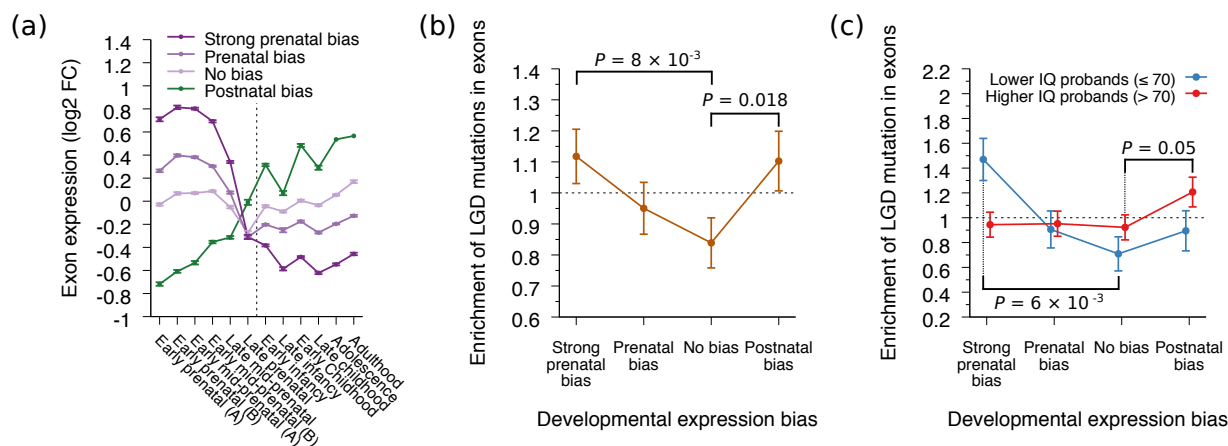 (a)
Exon expression (log2 FC)
1.4
1.2
1
0.8
0.6
0.4
0.2
0
-0.2
-0.4
-0.6
-0.8
-1
Strong prenatal bias
Prenatal bias
No bias
Postnatal bias
Early prenatal (A)
Early prenatal (B)
Early mid-prenatal (A)
Early mid-prenatal (B)
Late mid-prenatal
Late prenatal
Early infancy
Late infancy
Early Childhood
Late childhood
Adolescence
Adulthood
(b)
Enrichment of LGD mutations in exons
1.4
1.3
1.2
1.1
1
0.9
0.8
0.7
0.6
P = 8 × 10-3
P = 0.018
Strong
prenatal
bias
Prenatal
bias
No bias
Postnatal
bias
Developmental expression bias
(c)
Enrichment of LGD mutation in exons
2.2
2
1.8
1.6
1.4
1.2
1
0.8
0.6
0.4
0.2
Lower IQ probands (≤ 70)
Higher IQ probands (> 70)
P = 0.05
P = 6 × 10-3
Strong
prenatal
bias
Prenatal
bias
No bias
Postnatal
bias
Developmental expression bias